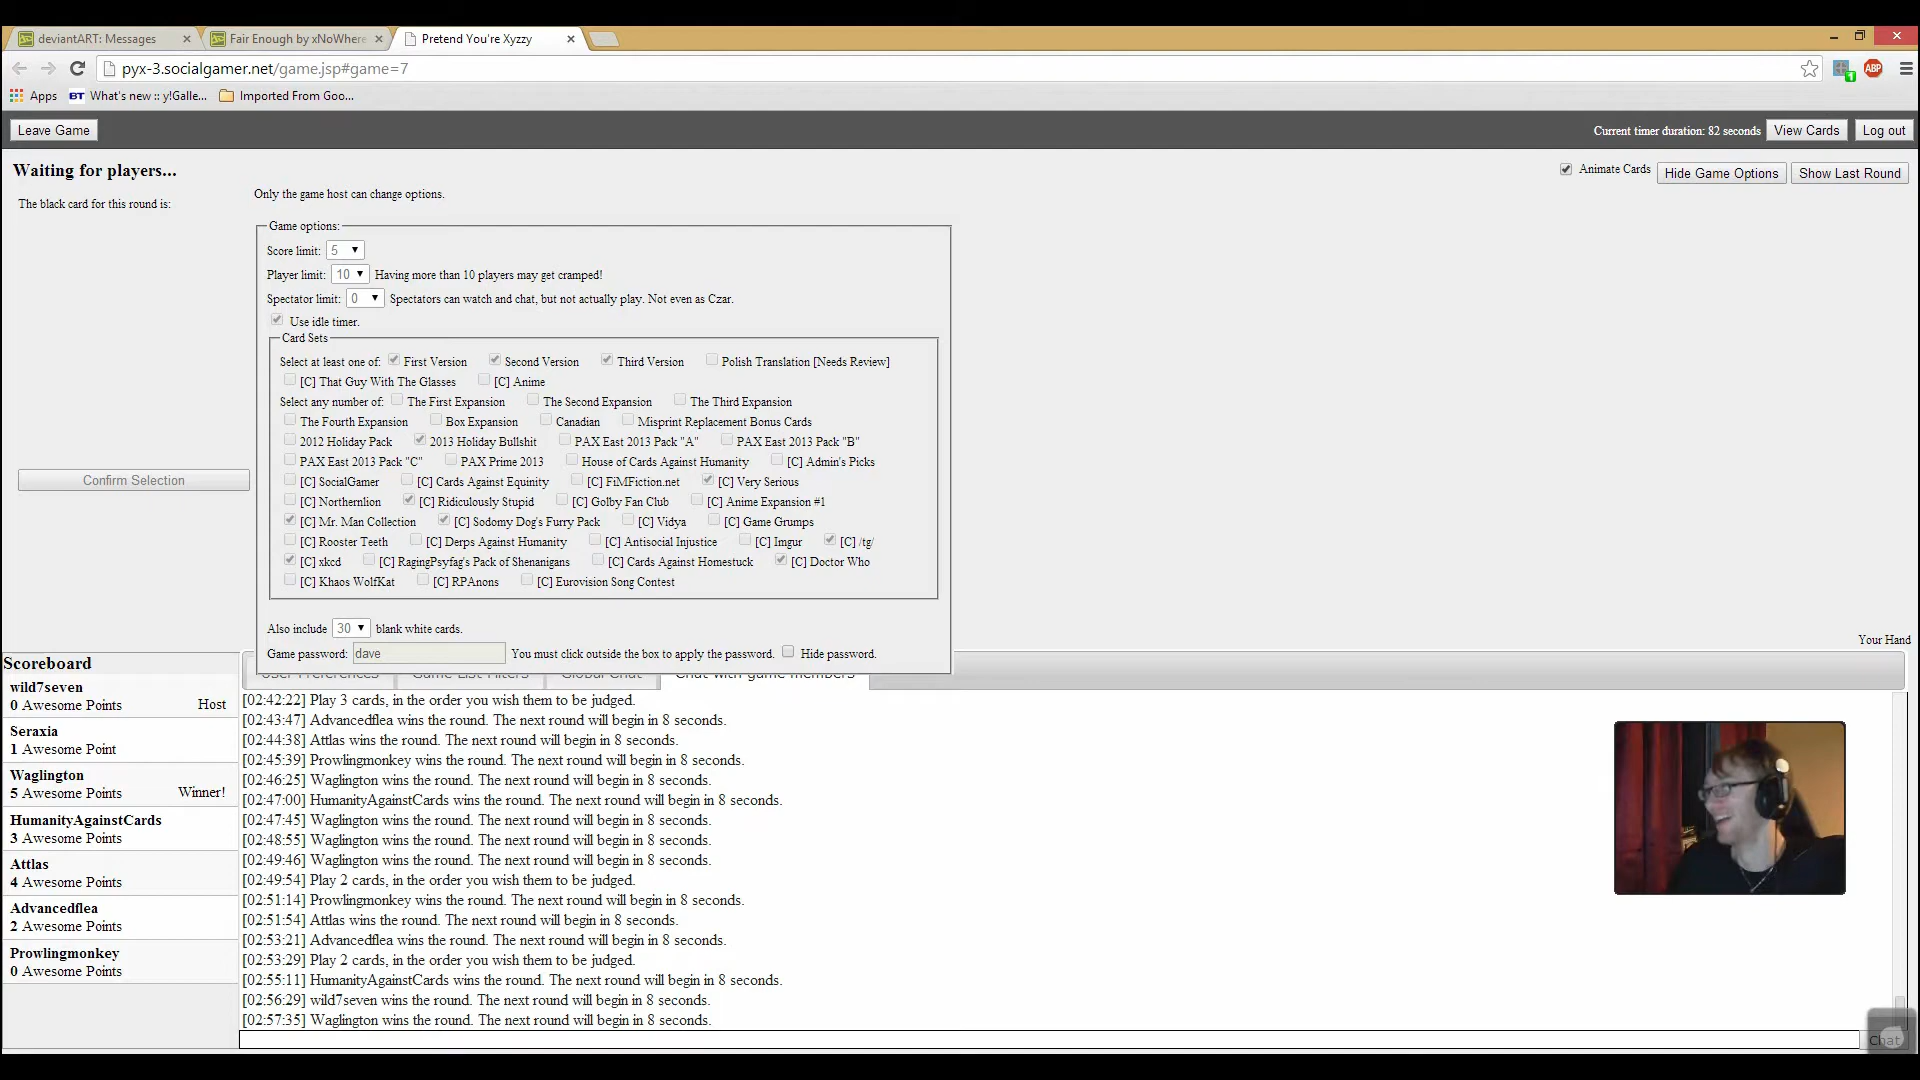 deviantART: Messages
Fair Enough by xNoWhere
Pretend You're Xyzzy
pyx-3.socialgamer.net/game.jsp#game=7
ABP
1
Apps
BT What's new :: y!Galle...
Imported From Goo...
Leave Game
Current timer duration: 82 seconds
View Cards
Log out
Waiting for players...
Animate Cards
Hide Game Options
Show Last Round
The black card for this round is:
Only the game host can change options.
Game options:
Score limit: 5
Player limit: 10 Having more than 10 players may get cramped!
Spectator limit: 0 Spectators can watch and chat, but not actually play. Not even as Czar.
Use idle timer.
Card Sets
Select at least one of: First Version Second Version Third Version Polish Translation [Needs Review]
[C] That Guy With The Glasses [C] Anime
Select any number of: The First Expansion The Second Expansion The Third Expansion
The Fourth Expansion Box Expansion Canadian Misprint Replacement Bonus Cards
2012 Holiday Pack 2013 Holiday Bullshit PAX East 2013 Pack "A" PAX East 2013 Pack "B"
PAX East 2013 Pack "C" PAX Prime 2013 House of Cards Against Humanity [C] Admin's Picks
[C] SocialGamer [C] Cards Against Equinity [C] FiMFiction.net [C] Very Serious
[C] Northernlion [C] Ridiculously Stupid [C] Golby Fan Club [C] Anime Expansion #1
[C] Mr. Man Collection [C] Sodomy Dog's Furry Pack [C] Vidya [C] Game Grumps
[C] Rooster Teeth [C] Derps Against Humanity [C] Antisocial Injustice [C] Imgur [C] /tg/
[C] xkcd [C] RagingPsyfag's Pack of Shenanigans [C] Cards Against Homestuck [C] Doctor Who
[C] Khaos WolfKat [C] RPAnons [C] Eurovision Song Contest
Confirm Selection
Also include 30 blank white cards.
Game password: dave You must click outside the box to apply the password. Hide password.
Your Hand
User Preferences
Game List Filters
Global Chat
Chat with game members
Scoreboard
wild7seven
0 Awesome Points Host
Seraxia
1 Awesome Point
Waglington
5 Awesome Points Winner!
HumanityAgainstCards
3 Awesome Points
Attlas
4 Awesome Points
Advancedflea
2 Awesome Points
Prowlingmonkey
0 Awesome Points
[02:42:22] Play 3 cards, in the order you wish them to be judged.
[02:43:47] Advancedflea wins the round. The next round will begin in 8 seconds.
[02:44:38] Attlas wins the round. The next round will begin in 8 seconds.
[02:45:39] Prowlingmonkey wins the round. The next round will begin in 8 seconds.
[02:46:25] Waglington wins the round. The next round will begin in 8 seconds.
[02:47:00] HumanityAgainstCards wins the round. The next round will begin in 8 seconds.
[02:47:45] Waglington wins the round. The next round will begin in 8 seconds.
[02:48:55] Waglington wins the round. The next round will begin in 8 seconds.
[02:49:46] Waglington wins the round. The next round will begin in 8 seconds.
[02:49:54] Play 2 cards, in the order you wish them to be judged.
[02:51:14] Prowlingmonkey wins the round. The next round will begin in 8 seconds.
[02:51:54] Attlas wins the round. The next round will begin in 8 seconds.
[02:53:21] Advancedflea wins the round. The next round will begin in 8 seconds.
[02:53:29] Play 2 cards, in the order you wish them to be judged.
[02:55:11] HumanityAgainstCards wins the round. The next round will begin in 8 seconds.
[02:56:29] wild7seven wins the round. The next round will begin in 8 seconds.
[02:57:35] Waglington wins the round. The next round will begin in 8 seconds.
Chat